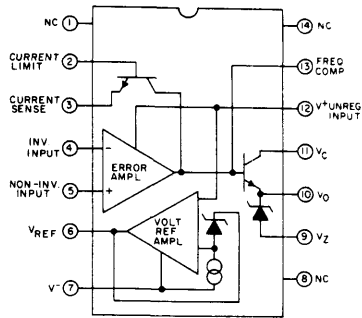 NC 1
14 NC
CURRENT
LIMIT 2
13 FREQ
COMP
CURRENT
SENSE 3
12 V+ UNREG
INPUT
INV.
INPUT 4
11 VC
-
ERROR
AMPL
+
NON-INV.
INPUT 5
10 VO
VREF 6
VOLT
REF
AMPL
9 VZ
V- 7
8 NC